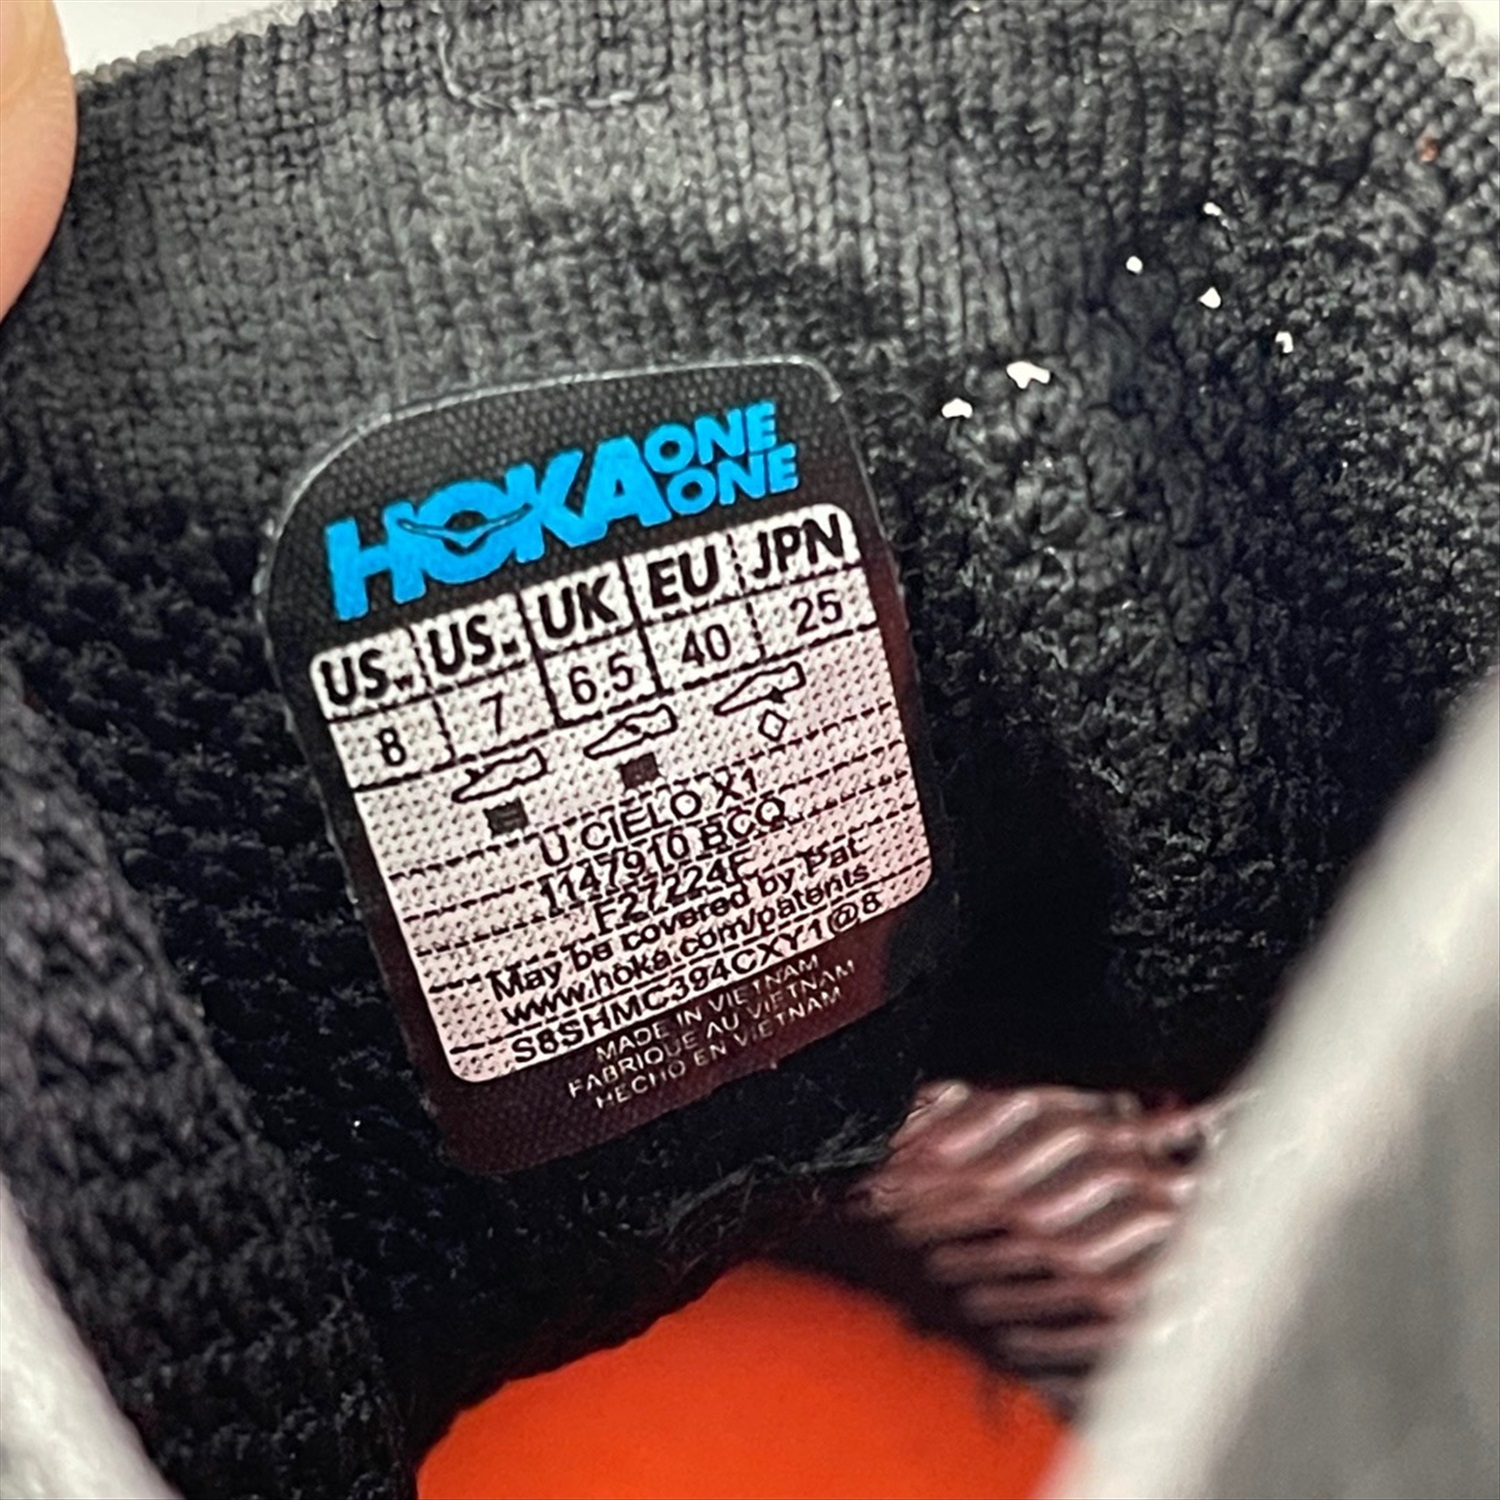 HOKA ONE ONE
US.w US.M UK EU JPN
8 7 6.5 40 25
U CIELO X1
1147910 BCQ
F27224F
May be covered by Pat.
www.hoka.com/patents
S8SHMC394CXY1@8
MADE IN VIETNAM
FABRIQUE AU VIETNAM
HECHO EN VIETNAM